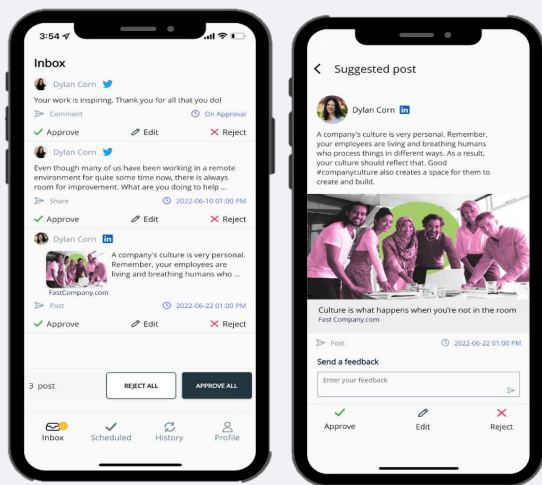 3:54
Inbox
Dylan Corn
Your work is inspiring. Thank you for all that you do!
Comment
On Approval
Approve
Edit
Reject
Dylan Corn
Even though many of us have been working in a remote
environment for quite some time now, there is always
room for improvement. What are you doing to help ...
Share
2022-06-10 01:00 PM
Approve
Edit
Reject
Dylan Corn in
A company's culture is very personal.
Remember, your employees are
living and breathing humans who ...
FastCompany.com
Post
2022-06-22 01:00 PM
Approve
Edit
Reject
3 post
REJECT ALL
APPROVE ALL
Inbox
Scheduled
History
Profile
Suggested post
Dylan Corn in
A company's culture is very personal. Remember,
your employees are living and breathing humans
who process things in different ways. As a result,
your culture should reflect that. Good
#companyculture also creates a space for them to
create and build.
Culture is what happens when you're not in the room
Fast Company.com
Post
2022-06-22 01:00 PM
Send a feedback
Enter your feedback
Approve
Edit
Reject